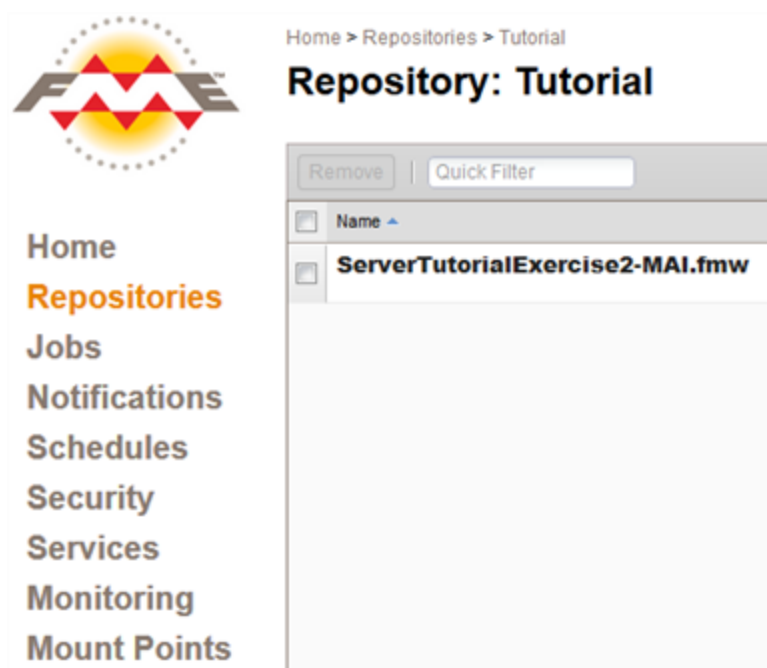 FME
Home > Repositories > Tutorial
Repository: Tutorial
Remove | Quick Filter
Name
ServerTutorialExercise2-MAI.fmw
Home
Repositories
Jobs
Notifications
Schedules
Security
Services
Monitoring
Mount Points